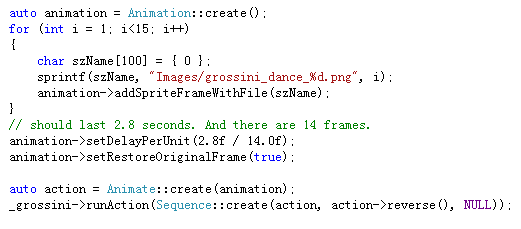 auto animation = Animation::create();
for (int i = 1; i<15; i++)
{
    char szName[100] = { 0 };
    sprintf(szName, "Images/grossini_dance_%d.png", i);
    animation->addSpriteFrameWithFile(szName);
}
// should last 2.8 seconds. And there are 14 frames.
animation->setDelayPerUnit(2.8f / 14.0f);
animation->setRestoreOriginalFrame(true);

auto action = Animate::create(animation);
_grossini->runAction(Sequence::create(action, action->reverse(), NULL));